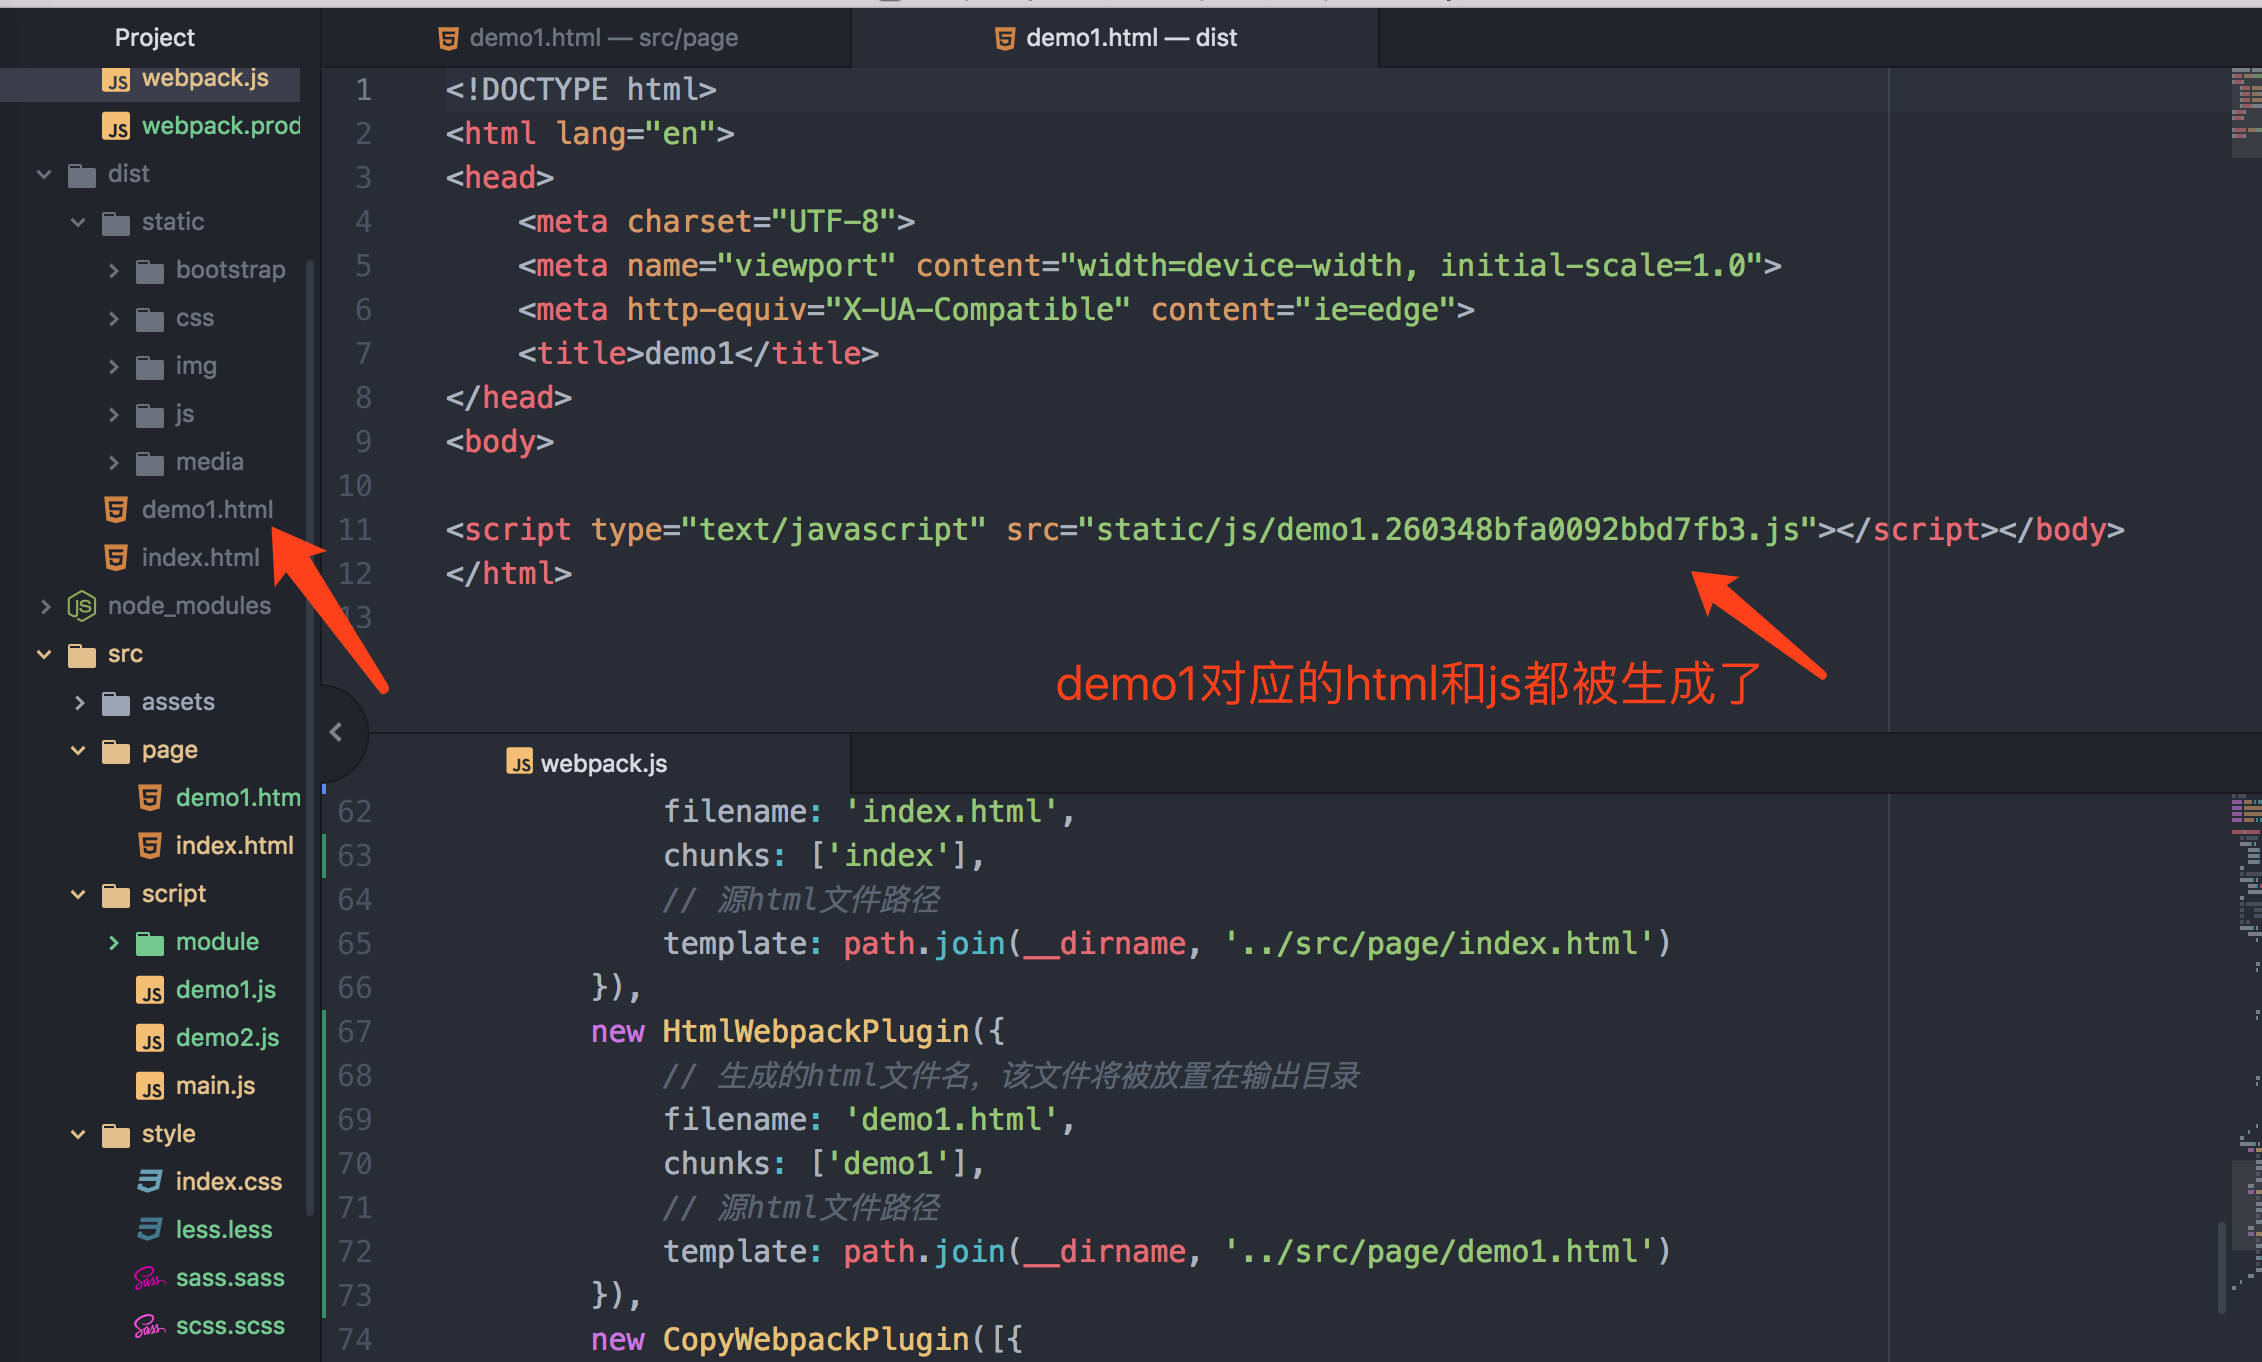 Project
webpack.js
webpack.prod
dist
static
bootstrap
css
img
js
media
demo1.html
index.html
node_modules
src
assets
page
demo1.htm
index.html
script
module
demo1.js
demo2.js
main.js
style
index.css
less.less
sass.sass
scss.scss
demo1.html — src/page
demo1.html — dist
1 <!DOCTYPE html>
2 <html lang="en">
3 <head>
4     <meta charset="UTF-8">
5     <meta name="viewport" content="width=device-width, initial-scale=1.0">
6     <meta http-equiv="X-UA-Compatible" content="ie=edge">
7     <title>demo1</title>
8 </head>
9 <body>
10
11 <script type="text/javascript" src="static/js/demo1.260348bfa0092bbd7fb3.js"></script></body>
12 </html>
13
demo1对应的html和js都被生成了
webpack.js
62             filename: 'index.html',
63             chunks: ['index'],
64             // 源html文件路径
65             template: path.join(__dirname, '../src/page/index.html')
66         }),
67         new HtmlWebpackPlugin({
68             // 生成的html文件名，该文件将被放置在输出目录
69             filename: 'demo1.html',
70             chunks: ['demo1'],
71             // 源html文件路径
72             template: path.join(__dirname, '../src/page/demo1.html')
73         }),
74         new CopyWebpackPlugin([{